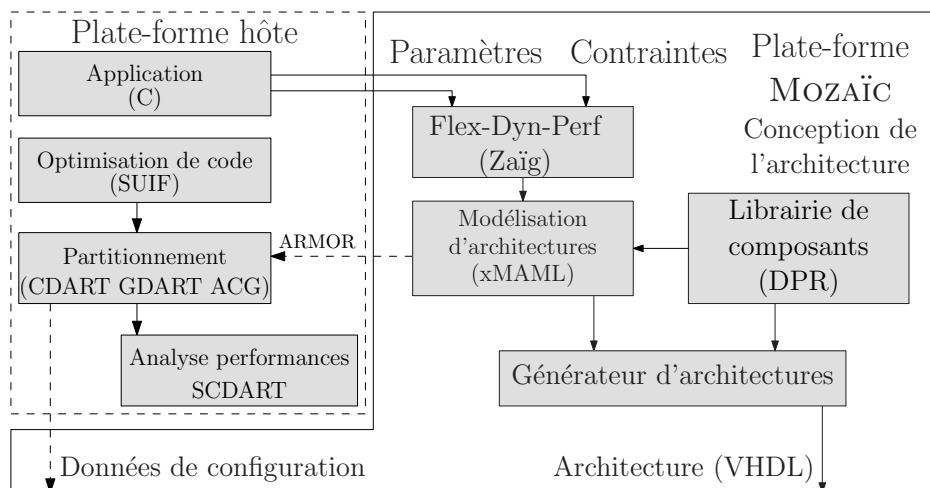 Plate-forme hôte
Application
(C)
Optimisation de code
(SUIF)
Partitionnement
(CDART GDART ACG)
Analyse performances
SCDART
ARMOR
Données de configuration
Paramètres
Contraintes
Plate-forme
MOZAÏC
Conception de
l'architecture
Flex-Dyn-Perf
(Zaïg)
Modélisation
d'architectures
(xMAML)
Librairie de
composants
(DPR)
Générateur d'architectures
Architecture (VHDL)